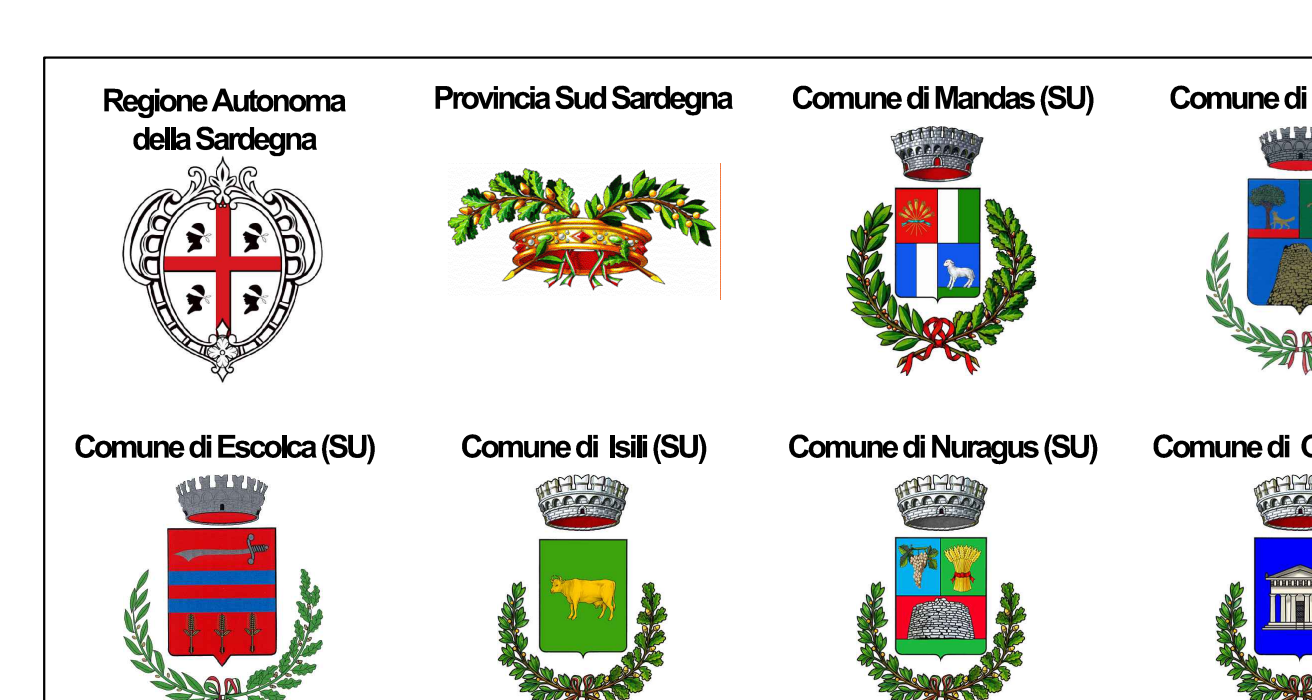 Regione Autonoma
della Sardegna
Provincia Sud Sardegna
Comune di Mandas (SU)
Comune di
Comune di Escolca (SU)
Comune di Isili (SU)
Comune di Nuragus (SU)
Comune di